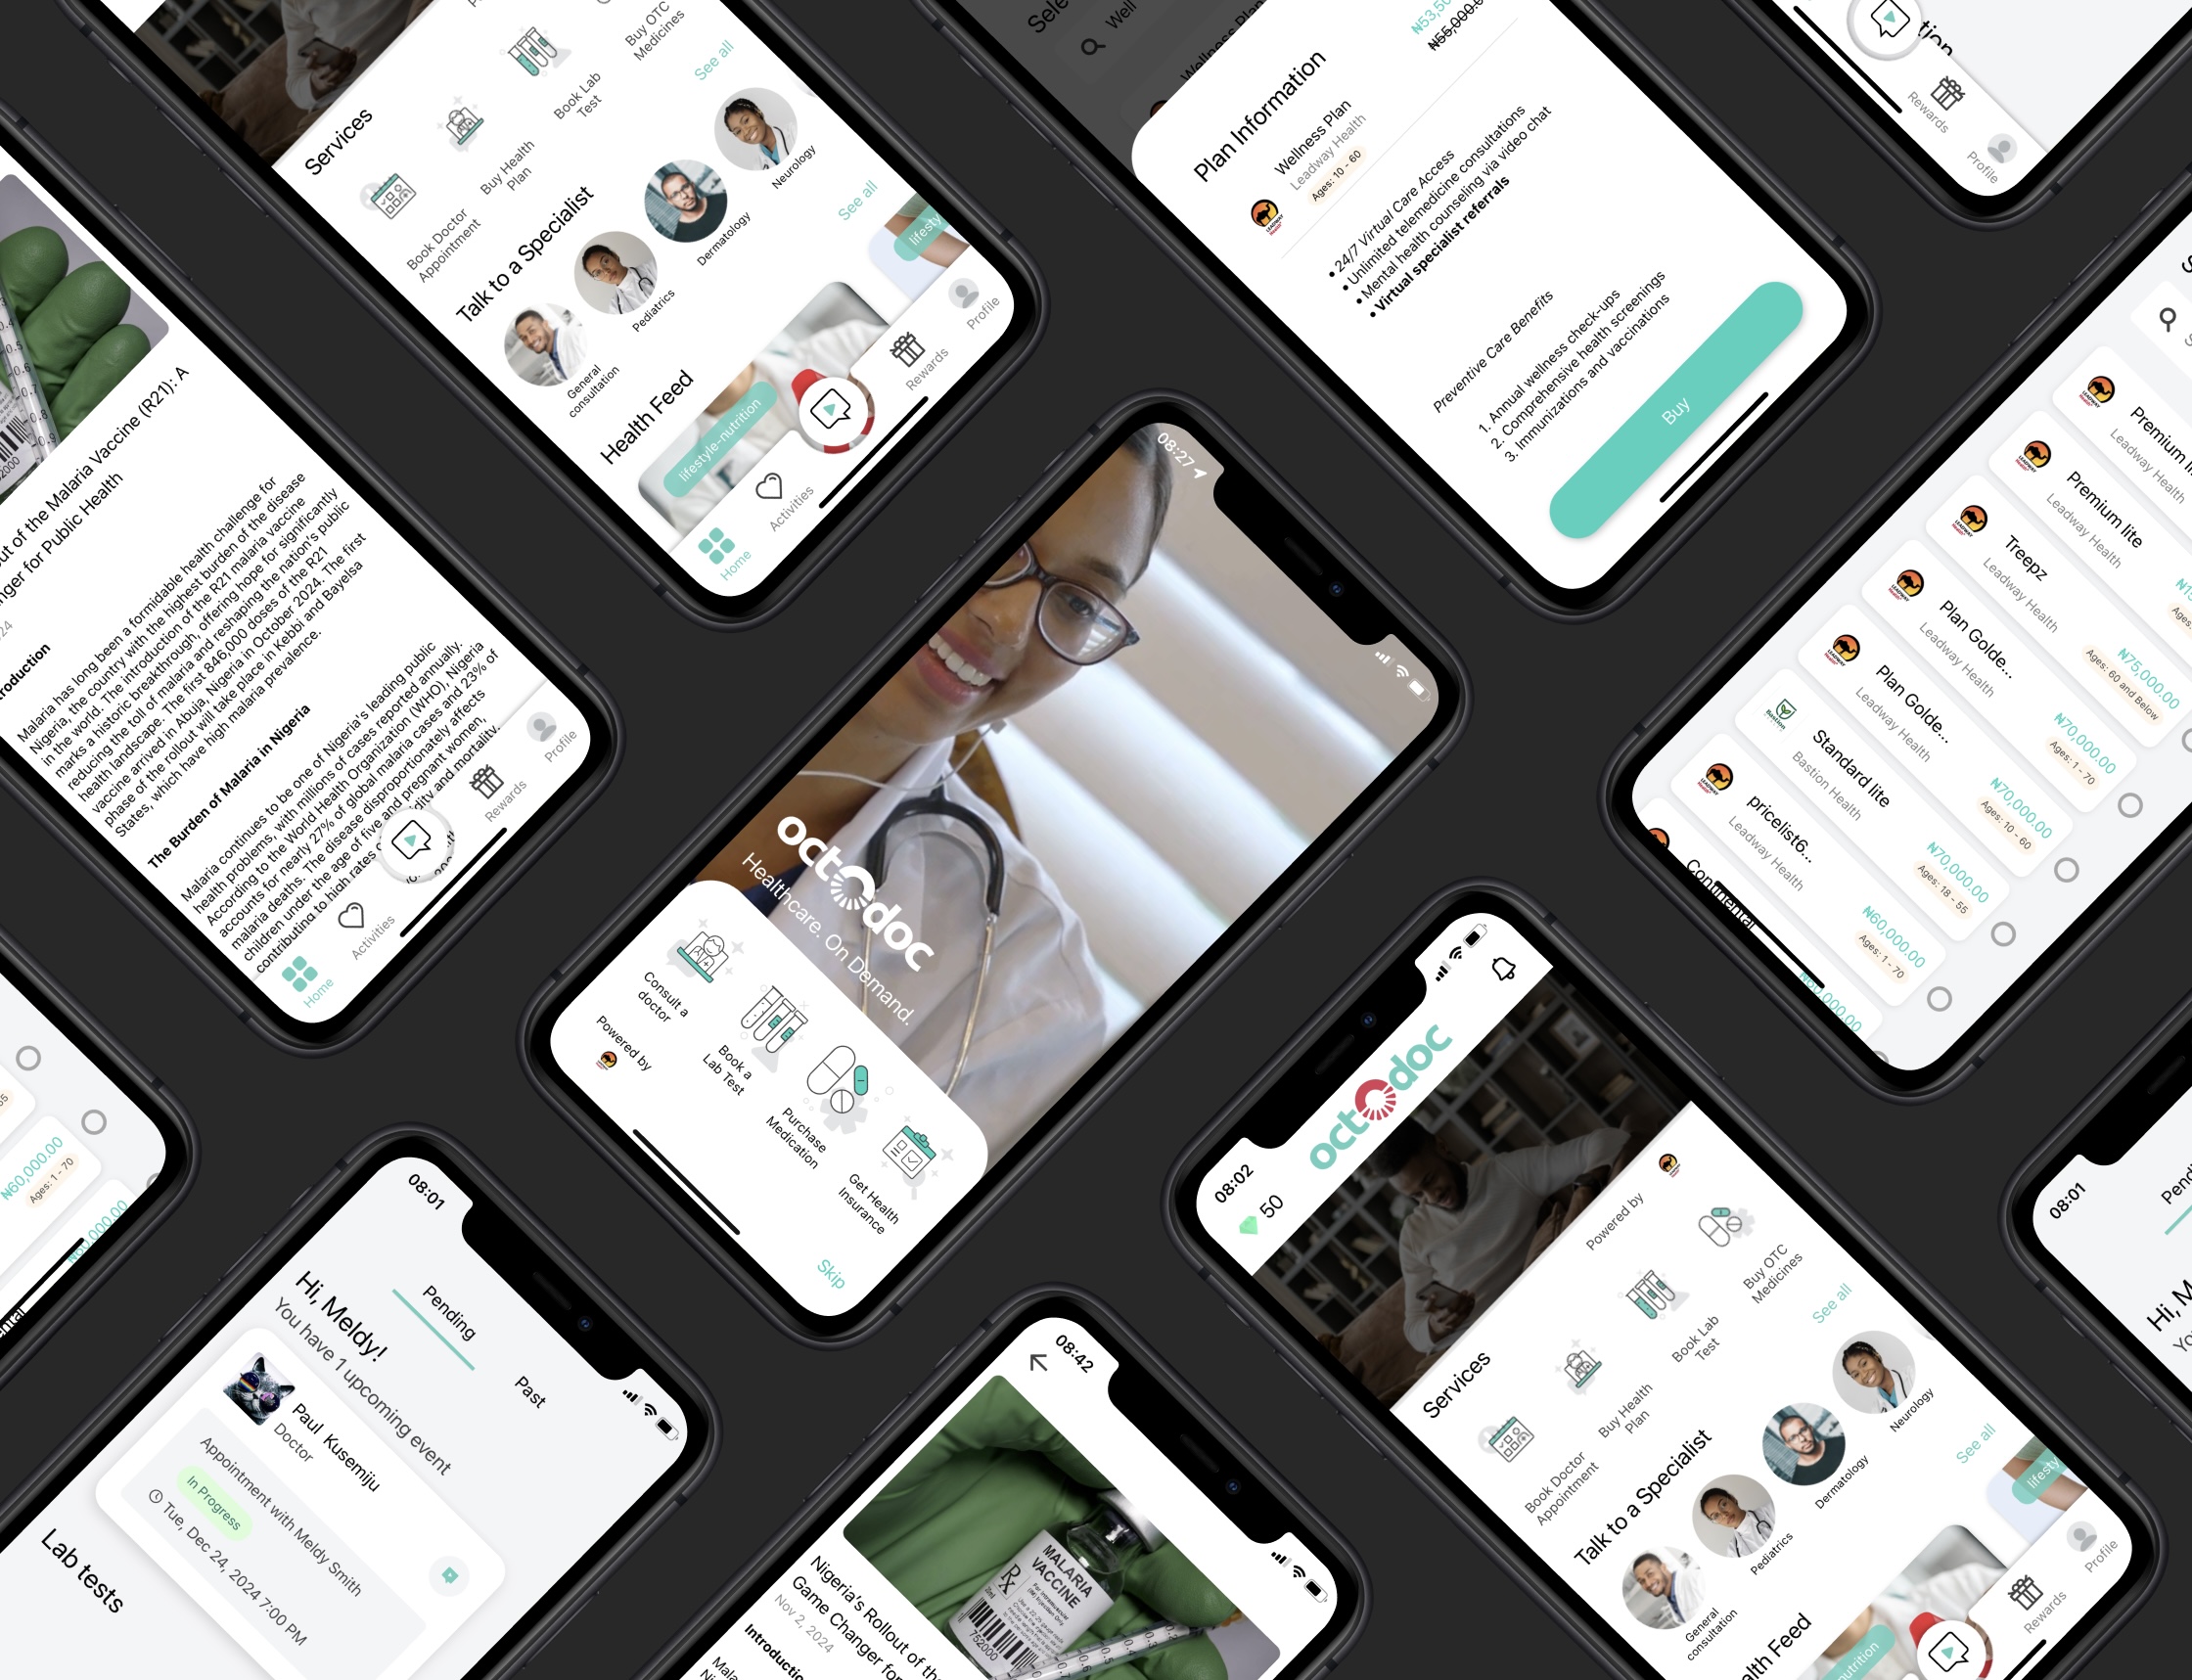 Services
Book Doctor
Appointment
Buy Health
Plan
Book Lab
Test
Buy OTC
Medicines
See all
Talk to a Specialist
General
consultation
Pediatrics
Dermatology
Neurology
See all
Health Feed
lifestyle-nutrition
lifesty
Home
Activities
Rewards
Profile
Well
Plan Information
Wellness Plan
Leadway Health
Ages: 10 - 60
₦55,000.0
• 24/7 Virtual Care Access
• Unlimited telemedicine consultations
• Mental health counseling via video chat
• Virtual specialist referrals
Preventive Care Benefits
1. Annual wellness check-ups
2. Comprehensive health screenings
3. Immunizations and vaccinations
Buy
tion
Rewards
Profile
out of the Malaria Vaccine (R21): A
nger for Public Health
roduction
Malaria has long been a formidable health challenge for
Nigeria, the country with the highest burden of the disease
in the world. The introduction of the R21 malaria vaccine
marks a historic breakthrough, offering hope for significantly
reducing the toll of malaria and reshaping the nation's public
health landscape. The first 846,000 doses of the R21
vaccine arrived in Abuja, Nigeria in October 2024. The first
phase of the rollout will take place in Kebbi and Bayelsa
States, which have high malaria prevalence.
The Burden of Malaria in Nigeria
Malaria continues to be one of Nigeria's leading public
health problems, with millions of cases reported annually.
According to the World Health Organization (WHO), Nigeria
accounts for nearly 27% of global malaria cases and 23% of
malaria deaths. The disease disproportionately affects
children under the age of five and pregnant women,
contributing to high rates of dity and mortality.
Home
Activities
Rewards
Profile
08:27
octodoc
Healthcare. On Demand.
Consult a
doctor
Book a
Lab Test
Purchase
Medication
Get Health
Insurance
Powered by
Skip
Premium li
Leadway Health
Premium lite
Leadway Health
Treepz
Leadway Health
₦75,000.00
Ages: 60 and Below
Plan Golde...
Leadway Health
₦70,000.00
Ages: 1 - 70
Plan Golde...
Leadway Health
₦70,000.00
Ages: 10 - 60
Standard lite
Bastion Health
₦70,000.00
Ages: 18 - 55
pricelist6...
Leadway Health
₦60,000.00
Ages: 1 - 70
Continental
₦60,000.00
₦60,000.00
Ages: 1 - 70
08:01
Pending
Past
Hi, Meldy!
You have 1 upcoming event
Paul Kusemiju
Doctor
Appointment with Meldy Smith
In Progress
Tue, Dec 24, 2024 7:00 PM
Lab tests
08:42
MALARIA
VACCINE
Rx
752000
Nigeria's Rollout of the
Game Changer for
Nov 2, 2024
Introductio
Mala
08:02
50
octodoc
Powered by
Services
Book Doctor
Appointment
Buy Health
Plan
Book Lab
Test
Buy OTC
Medicines
See all
Talk to a Specialist
General
consultation
Pediatrics
Dermatology
Neurology
See all
alth Feed
nutrition
lifesty
Rewards
Profile
08:01
Pendi
Hi, M